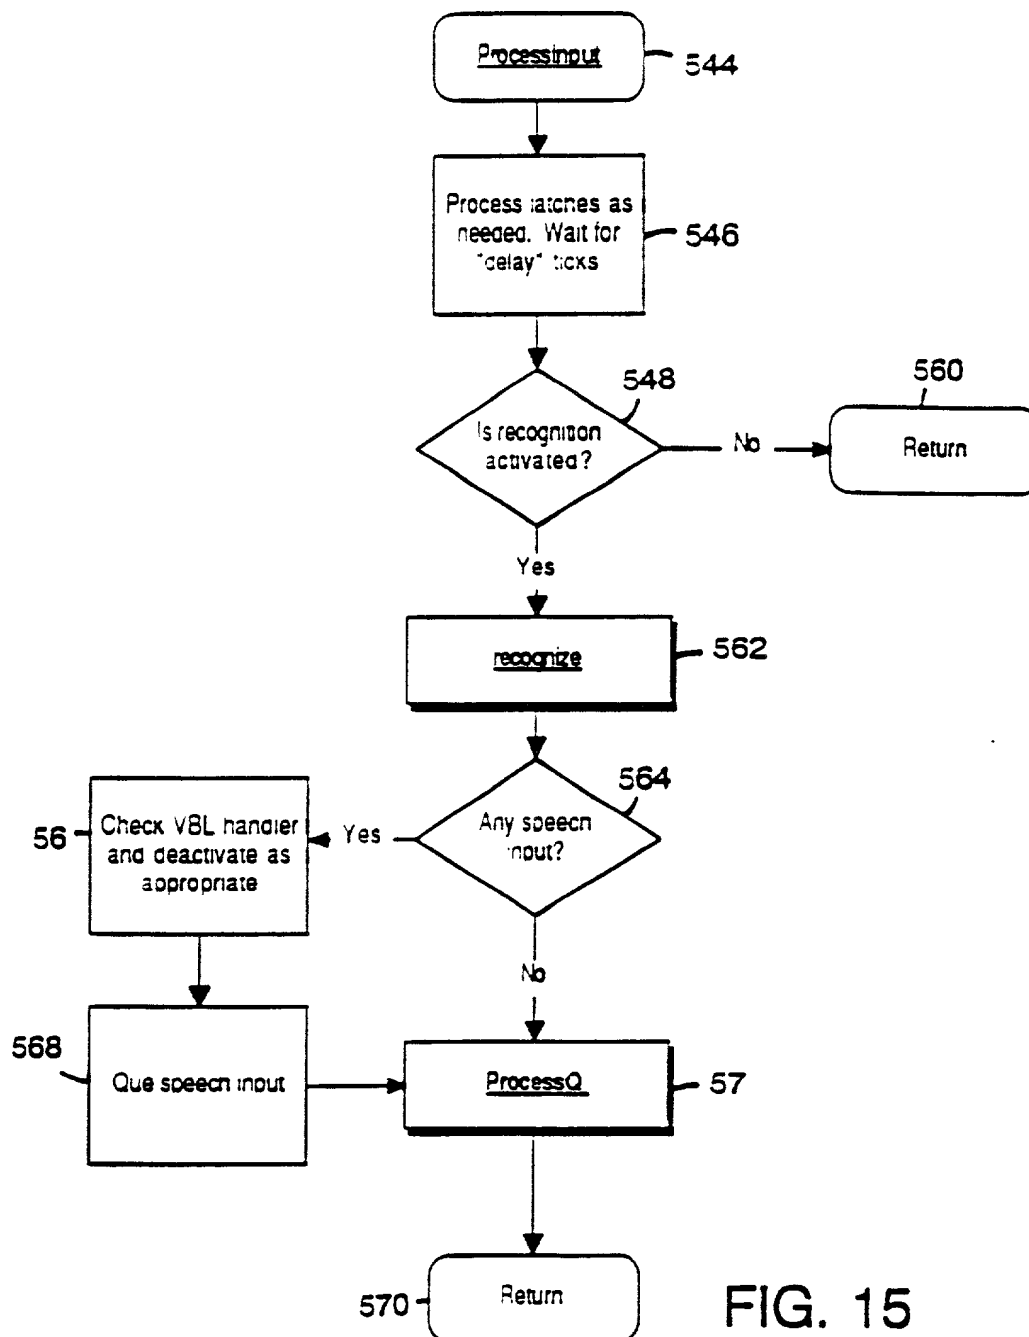 ProcessInput
544
Process latches as
needed. Wait for
"delay" ticks
546
548
Is recognition
activated?
No
560
Return
Yes
recognize
562
564
Any speech
input?
Yes
56
Check VBL handler
and deactivate as
appropriate
No
568
Que speech input
ProcessQ
57
570
Return
FIG. 15